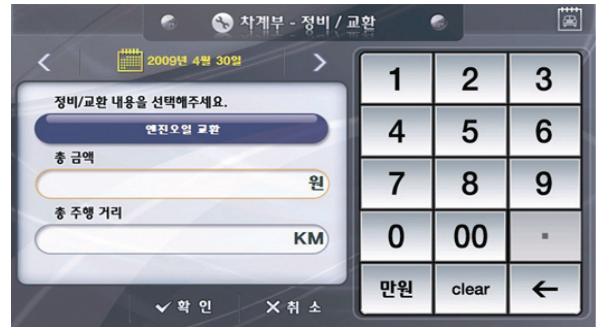 차계부 - 정비 / 교환
2009년 4월 30일
정비/교환 내용을 선택해주세요.
엔진오일 교환
총 금액
원
총 주행 거리
KM
확 인
취 소
1 2 3
4 5 6
7 8 9
0 00 .
만원 clear ←